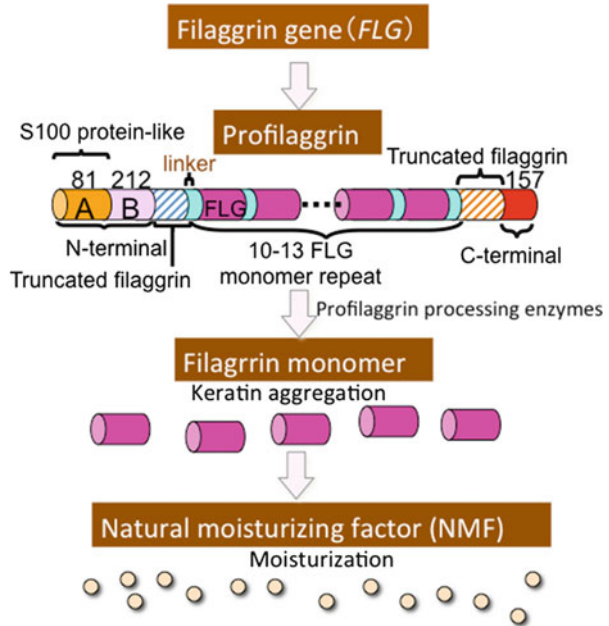 Filaggrin gene (FLG)
Profilaggrin
S100 protein-like
linker
Truncated filaggrin
81 212
157
A B FLG
N-terminal
Truncated filaggrin
10-13 FLG
monomer repeat
C-terminal
Profilaggrin processing enzymes
Filagrrin monomer
Keratin aggregation
Natural moisturizing factor (NMF)
Moisturization